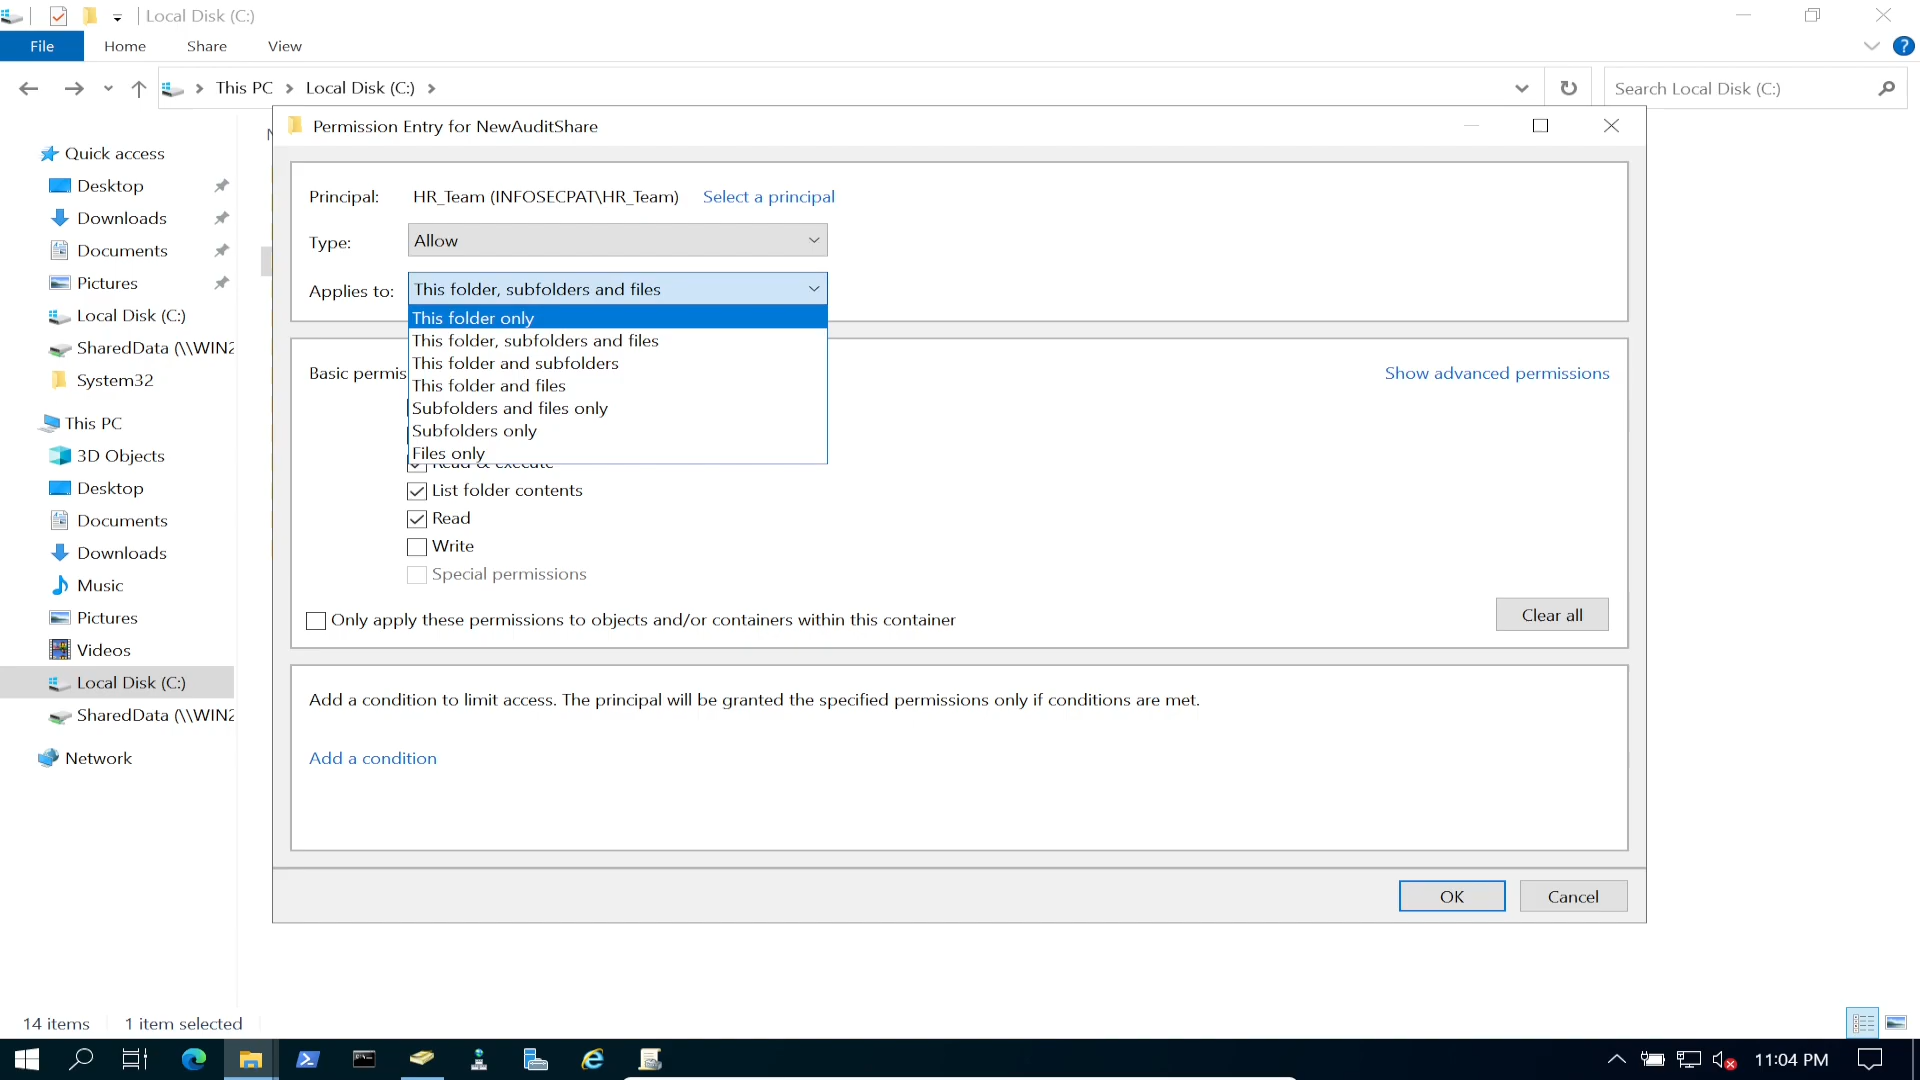 Local Disk (C:)
File
Home
Share
View
?
This PC
Local Disk (C:)
Search Local Disk (C:)
Quick access
Desktop
Downloads
Documents
Pictures
Local Disk (C:)
SharedData (\\WIN2
System32
This PC
3D Objects
Desktop
Documents
Downloads
Music
Pictures
Videos
Local Disk (C:)
SharedData (\\WIN2
Network
Permission Entry for NewAuditShare
Principal: HR_Team (INFOSECPAT\HR_Team) Select a principal
Type: Allow
Applies to: This folder, subfolders and files
This folder only
This folder, subfolders and files
This folder and subfolders
This folder and files
Subfolders and files only
Subfolders only
Files only
Basic permis
Show advanced permissions
Read & execute
List folder contents
Read
Write
Special permissions
Only apply these permissions to objects and/or containers within this container
Clear all
Add a condition to limit access. The principal will be granted the specified permissions only if conditions are met.
Add a condition
OK
Cancel
14 items
1 item selected
11:04 PM